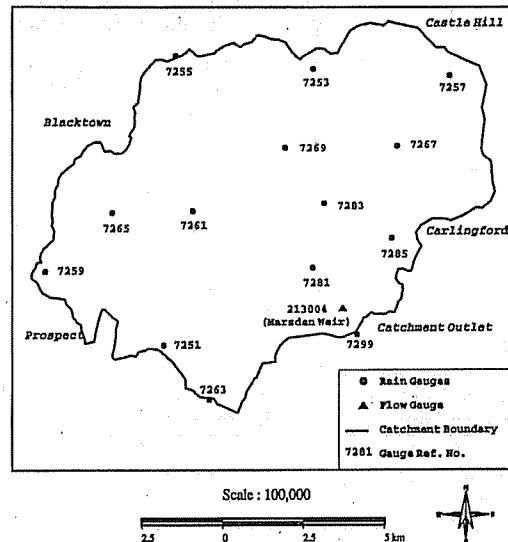 Castle Hill
7255
7253
7257
Blacktown
7269
7267
7283
7265
7261
Carlingford
7285
7259
7281
213004
(Marsden Weir)
Prospect
Catchment Outlet
7299
7251
7263
Rain Gauges
Flow Gauge
Catchment Boundary
7281 Gauge Ref. No.
Scale : 100,000
N
2.5 0 2.5 5 km